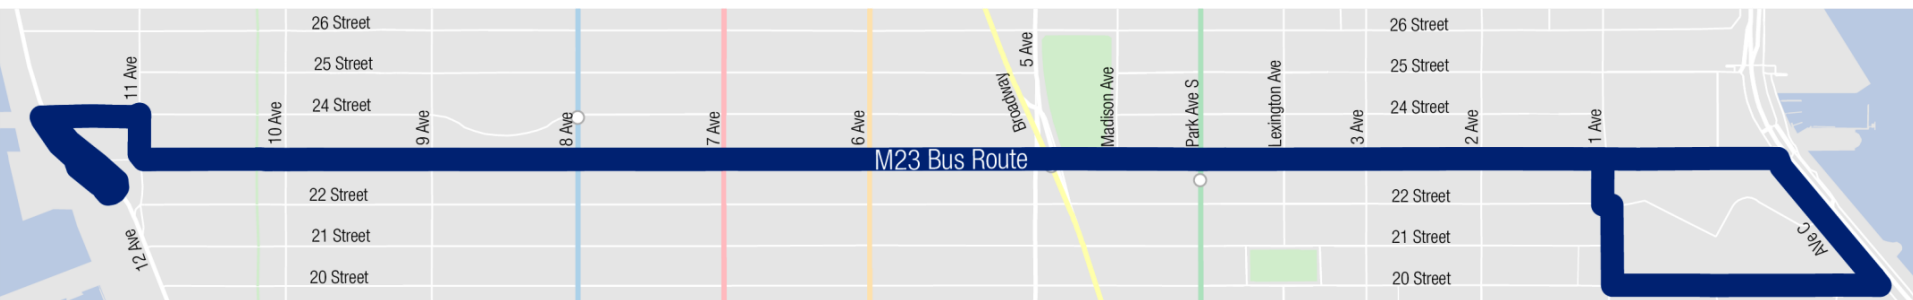 26 Street
26 Street
25 Street
25 Street
24 Street
24 Street
11 Ave
10 Ave
9 Ave
8 Ave
7 Ave
6 Ave
Broadway
5 Ave
Madison Ave
Park Ave S
Lexington Ave
3 Ave
2 Ave
1 Ave
M23 Bus Route
22 Street
22 Street
21 Street
21 Street
12 Ave
AVe C
20 Street
20 Street